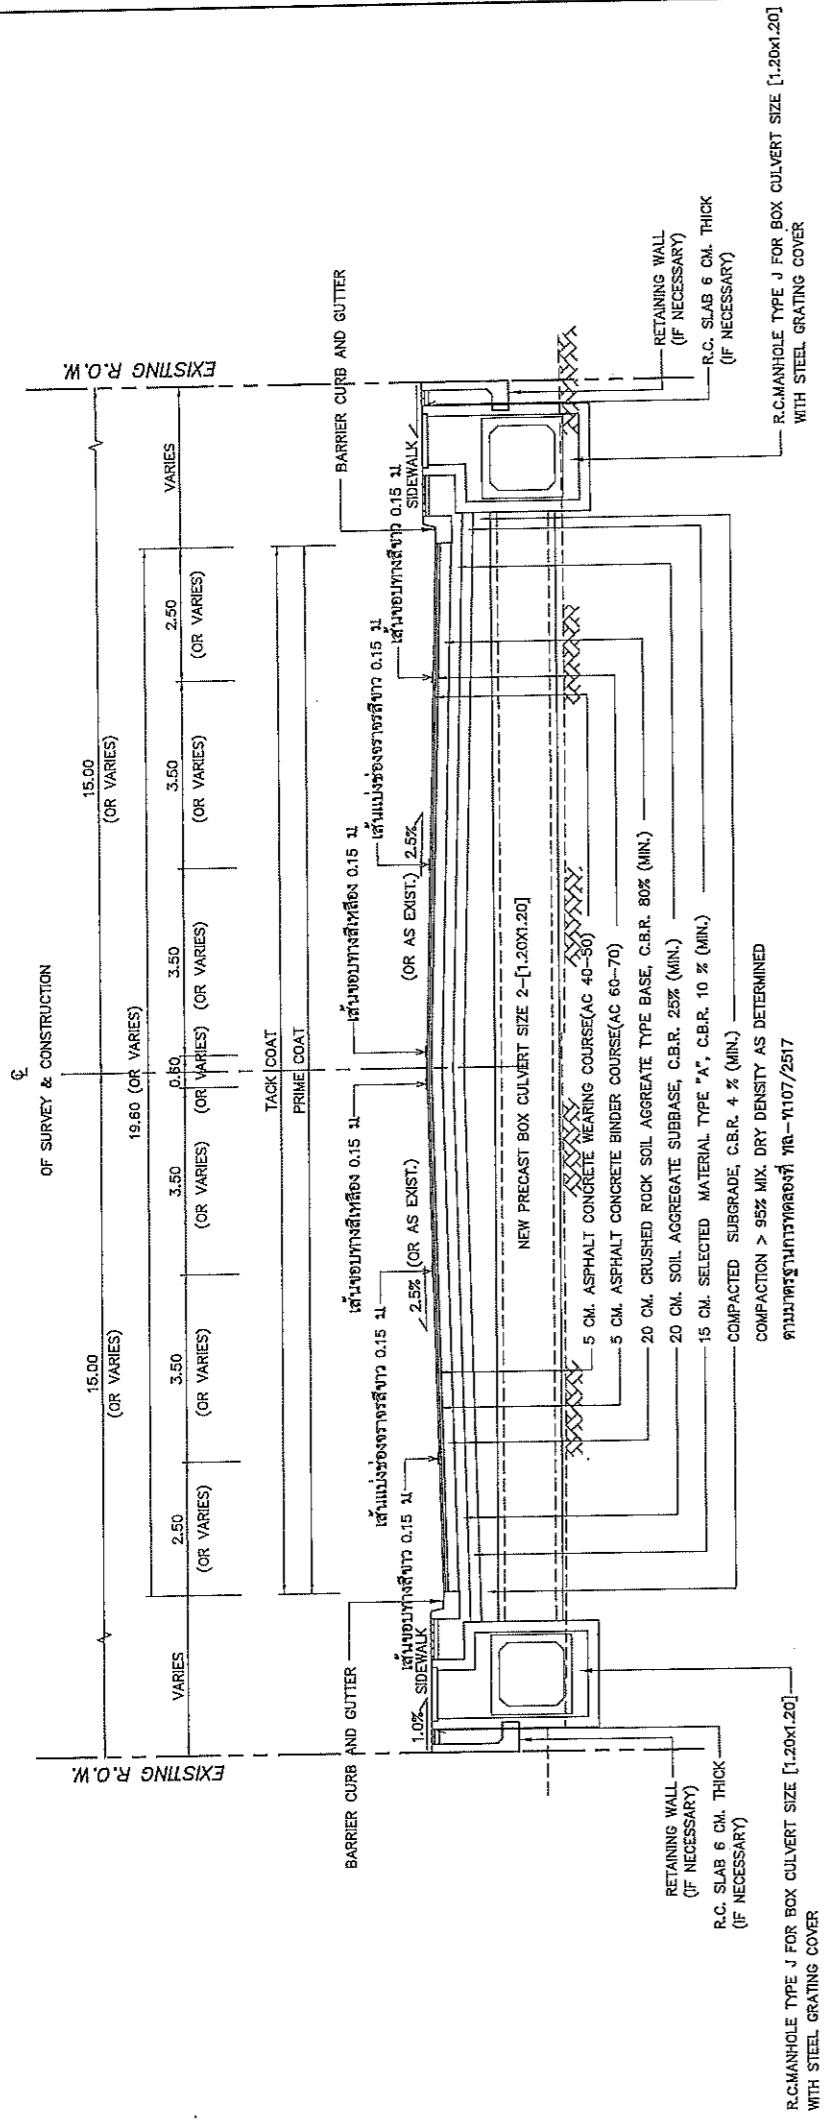 ℄
OF SURVEY & CONSTRUCTION
15.00
(OR VARIES)
15.00
(OR VARIES)
19.60 (OR VARIES)
VARIES
2.50
(OR VARIES)
3.50
(OR VARIES)
3.50
(OR VARIES)
0.60
(OR VARIES)
3.50
(OR VARIES)
3.50
(OR VARIES)
2.50
(OR VARIES)
VARIES
EXISTING R.O.W.
EXISTING R.O.W.
TACK COAT
PRIME COAT
BARRIER CURB AND GUTTER
BARRIER CURB AND GUTTER
เส้นขอบทางสีเหลือง 0.15 ม
เส้นขอบทางสีเหลือง 0.15 ม
เส้นแบ่งช่องจราจรสีขาว 0.15 ม
เส้นแบ่งช่องจราจรสีขาว 0.15 ม
เส้นขอบทางสีขาว 0.15 ม
เส้นขอบทางสีขาว 0.15 ม
1.0%
SIDEWALK
2.5% (OR AS EXIST.)
(OR AS EXIST.) 2.5%
SIDEWALK
NEW PRECAST BOX CULVERT SIZE 2-[1.20X1.20]
5 CM. ASPHALT CONCRETE WEARING COURSE(AC 40-50)
5 CM. ASPHALT CONCRETE BINDER COURSE(AC 60-70)
20 CM. CRUSHED ROCK SOIL AGGREATE TYPE BASE, C.B.R. 80% (MIN.)
20 CM. SOIL AGGREGATE SUBBASE, C.B.R. 25% (MIN.)
15 CM. SELECTED MATERIAL TYPE "A", C.B.R. 10 % (MIN.)
COMPACTED SUBGRADE, C.B.R. 4 % (MIN.)
COMPACTION > 95% MIX. DRY DENSITY AS DETERMINED
ตามมาตรฐานการทดลองที่ ทล-ท107/2517
RETAINING WALL
(IF NECESSARY)
R.C. SLAB 6 CM. THICK
(IF NECESSARY)
R.C.MANHOLE TYPE J FOR BOX CULVERT SIZE [1.20x1.20]
WITH STEEL GRATING COVER
RETAINING WALL
(IF NECESSARY)
R.C. SLAB 6 CM. THICK
(IF NECESSARY)
R.C.MANHOLE TYPE J FOR BOX CULVERT SIZE [1.20x1.20]
WITH STEEL GRATING COVER